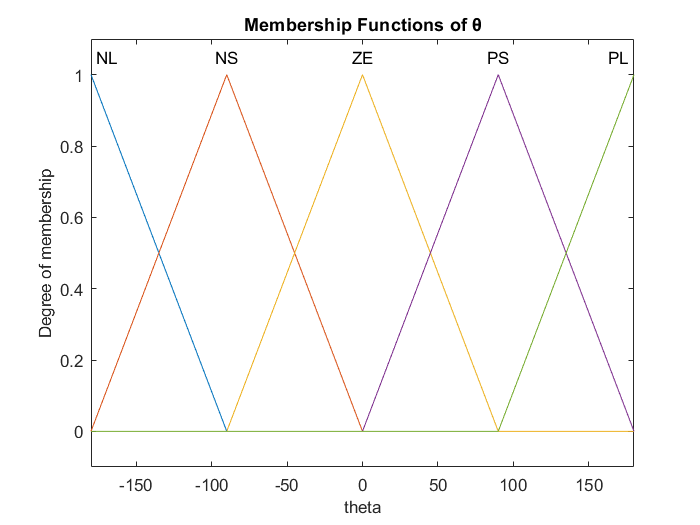 Membership Functions of θ
NL NS ZE PS PL
1
0.8
0.6
0.4
0.2
0
Degree of membership
-150 -100 -50 0 50 100 150
theta